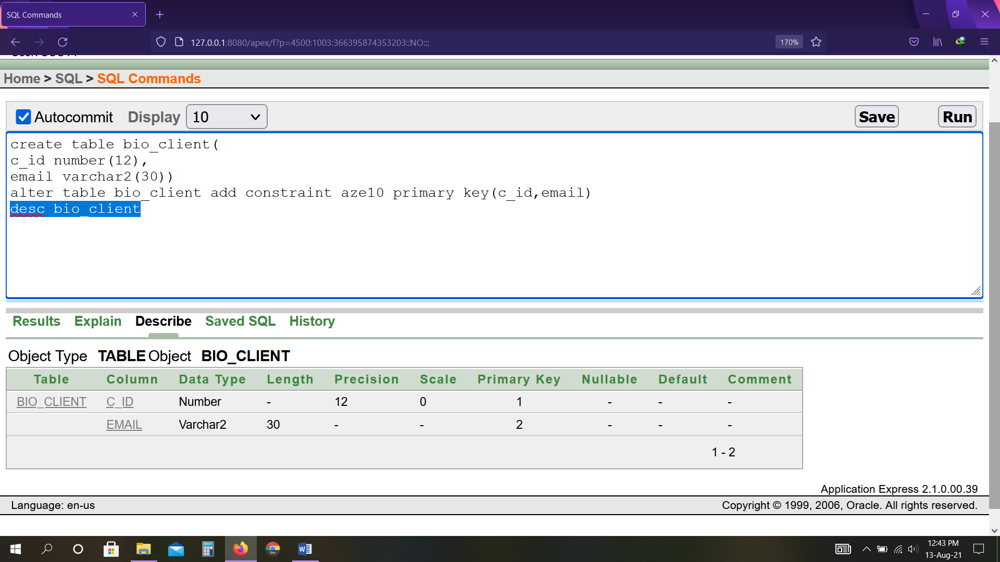 SQL Commands
127.0.0.1:8080/apex/f?p=4500:1003:366395874353203::NO:::
170%
Home > SQL > SQL Commands
Autocommit Display 10 Save Run
create table bio_client(
c_id number(12),
email varchar2(30))
alter table bio_client add constraint aze10 primary key(c_id,email)
desc bio_client
Results Explain Describe Saved SQL History
Object Type TABLE Object BIO_CLIENT
Table Column Data Type Length Precision Scale Primary Key Nullable Default Comment
BIO_CLIENT C_ID Number - 12 0 1 - - -
EMAIL Varchar2 30 - - 2 - - -
1 - 2
Application Express 2.1.0.00.39
Language: en-us Copyright © 1999, 2006, Oracle. All rights reserved.
12:43 PM
13-Aug-21